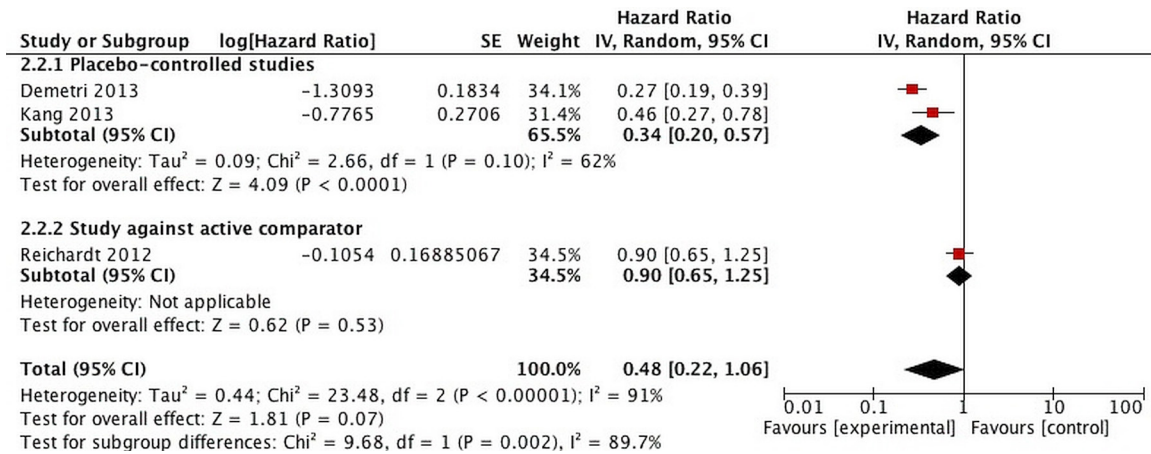 Hazard Ratio Hazard Ratio
Study or Subgroup log[Hazard Ratio] SE Weight IV, Random, 95% CI IV, Random, 95% CI
2.2.1 Placebo-controlled studies
Demetri 2013 -1.3093 0.1834 34.1% 0.27 [0.19, 0.39]
Kang 2013 -0.7765 0.2706 31.4% 0.46 [0.27, 0.78]
Subtotal (95% CI) 65.5% 0.34 [0.20, 0.57]
Heterogeneity: Tau² = 0.09; Chi² = 2.66, df = 1 (P = 0.10); I² = 62%
Test for overall effect: Z = 4.09 (P < 0.0001)
2.2.2 Study against active comparator
Reichardt 2012 -0.1054 0.16885067 34.5% 0.90 [0.65, 1.25]
Subtotal (95% CI) 34.5% 0.90 [0.65, 1.25]
Heterogeneity: Not applicable
Test for overall effect: Z = 0.62 (P = 0.53)
Total (95% CI) 100.0% 0.48 [0.22, 1.06]
Heterogeneity: Tau² = 0.44; Chi² = 23.48, df = 2 (P < 0.00001); I² = 91%
Test for overall effect: Z = 1.81 (P = 0.07)
Test for subgroup differences: Chi² = 9.68, df = 1 (P = 0.002), I² = 89.7%
0.01 0.1 1 10 100
Favours [experimental] Favours [control]